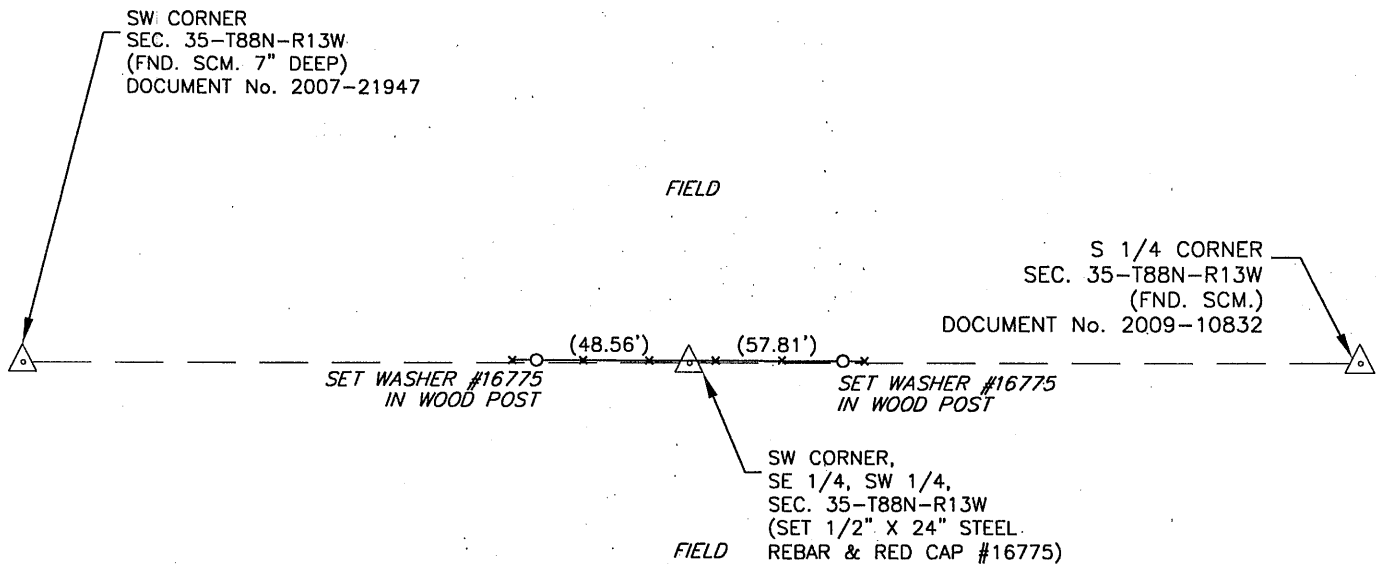 SW CORNER
SEC. 35-T88N-R13W
(FND. SCM. 7" DEEP)
DOCUMENT No. 2007-21947
FIELD
S 1/4 CORNER
SEC. 35-T88N-R13W
(FND. SCM.)
DOCUMENT No. 2009-10832
(48.56')
(57.81')
SET WASHER #16775
IN WOOD POST
SET WASHER #16775
IN WOOD POST
SW CORNER,
SE 1/4, SW 1/4,
SEC. 35-T88N-R13W
(SET 1/2" X 24" STEEL
REBAR & RED CAP #16775)
FIELD